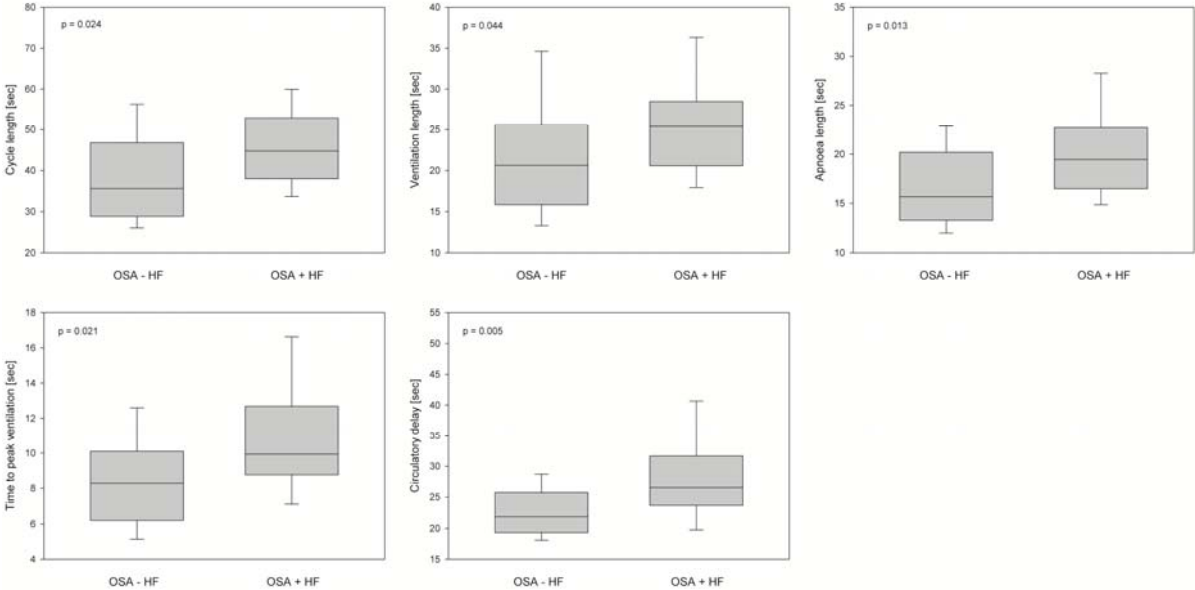 p = 0.024
Cycle length [sec]
80
70
60
50
40
30
20
OSA - HF OSA + HF
p = 0.044
Ventilation length [sec]
40
35
30
25
20
15
10
OSA - HF OSA + HF
p = 0.013
Apnoea length [sec]
35
30
25
20
15
10
OSA - HF OSA + HF
p = 0.021
Time to peak ventilation [sec]
18
16
14
12
10
8
6
4
OSA - HF OSA + HF
p = 0.005
Circulatory delay [sec]
55
50
45
40
35
30
25
20
15
OSA - HF OSA + HF